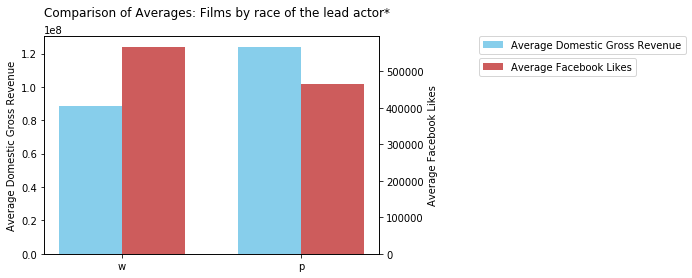 Comparison of Averages: Films by race of the lead actor*
1e8
Average Domestic Gross Revenue
1.2
1.0
0.8
0.6
0.4
0.2
0.0
w
p
500000
400000
300000
200000
100000
0
Average Facebook Likes
Average Domestic Gross Revenue
Average Facebook Likes